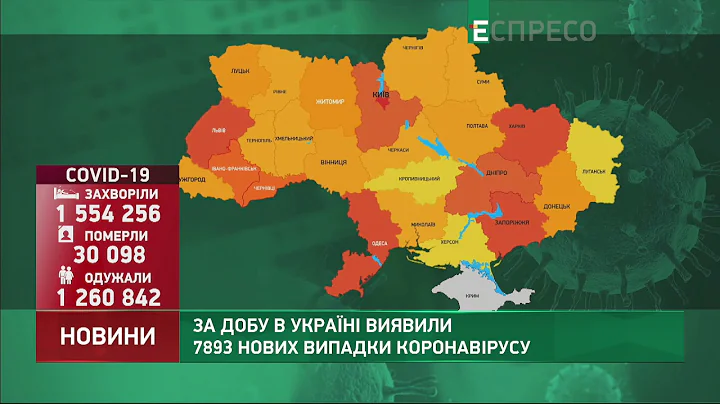 ЕСПРЕСО
ЧЕРНІГІВ
ЛУЦЬК
РІВНЕ
ЖИТОМИР
КИЇВ
СУМИ
ЛЬВІВ
ТЕРНОПІЛЬ
ХМЕЛЬНИЦЬКИЙ
ПОЛТАВА
ХАРКІВ
ЧЕРКАСИ
ВІННИЦЯ
ІВАНО-ФРАНКІВСЬК
УЖГОРОД
ЧЕРНІВЦІ
КРОПИВНИЦЬКИЙ
ДНІПРО
ЛУГАНСЬК
ДОНЕЦЬК
ЗАПОРІЖЖЯ
МИКОЛАЇВ
ОДЕСА
ХЕРСОН
КРИМ
COVID-19
ЗАХВОРІЛИ
1 554 256
ПОМЕРЛИ
30 098
ОДУЖАЛИ
1 260 842
НОВИНИ
ЗА ДОБУ В УКРАЇНІ ВИЯВИЛИ
7893 НОВИХ ВИПАДКИ КОРОНАВІРУСУ